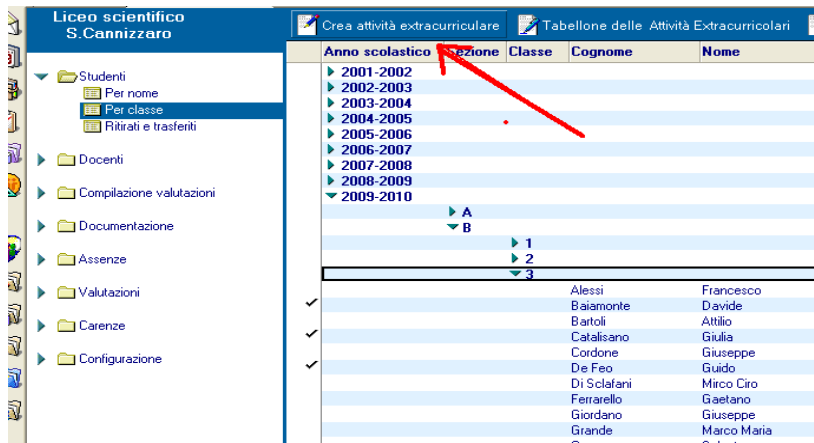 Liceo scientifico
S.Cannizzaro
Crea attività extracurriculare
Tabellone delle Attività Extracurricolari
Anno scolastico Sezione Classe Cognome Nome
Studenti
Per nome
Per classe
Ritirati e trasferiti
Docenti
Compilazione valutazioni
Documentazione
Assenze
Valutazioni
Carenze
Configurazione
2001-2002
2002-2003
2003-2004
2004-2005
2005-2006
2006-2007
2007-2008
2008-2009
2009-2010
A
B
1
2
3
Alessi Francesco
Baiamonte Davide
Bartoli Attilio
Catalisano Giulia
Cordone Giuseppe
De Feo Guido
Di Sclafani Mirco Ciro
Ferrarello Gaetano
Giordano Giuseppe
Grande Marco Maria